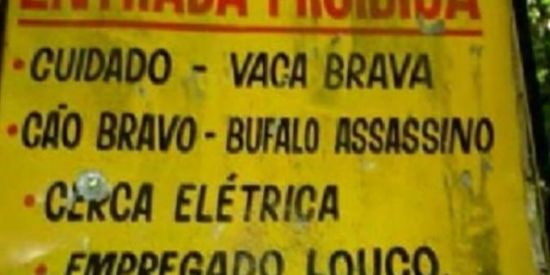 ENTRADA PROIBIDA
• CUIDADO - VACA BRAVA
• CÃO BRAVO - BUFALO ASSASSINO
• CERCA ELÉTRICA
• EMPREGADO LOUCO